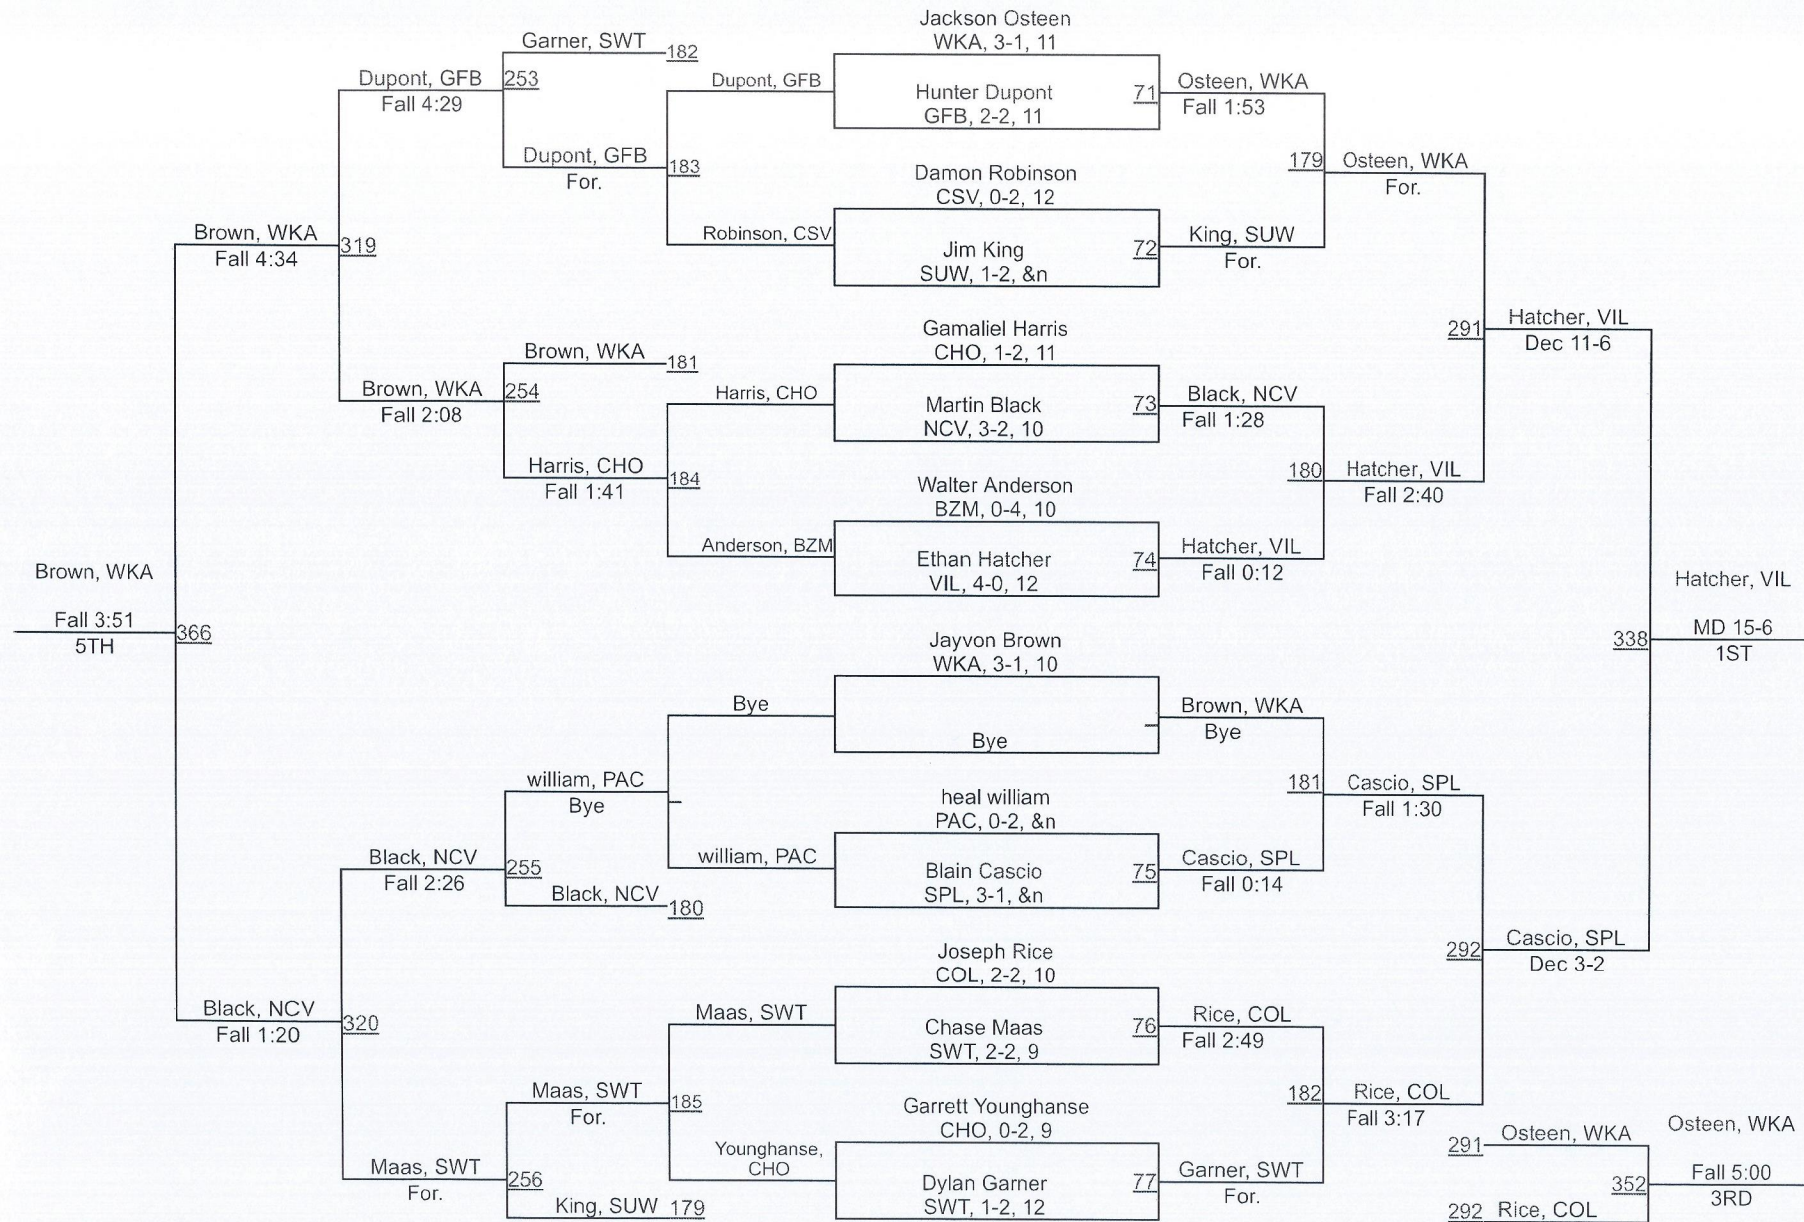 Jackson Osteen
WKA, 3-1, 11
Garner, SWT
182
Dupont, GFB
253
Fall 4:29
Dupont, GFB
Hunter Dupont
GFB, 2-2, 11
71
Osteen, WKA
Fall 1:53
Dupont, GFB
For.
183
Damon Robinson
CSV, 0-2, 12
179
Osteen, WKA
For.
Brown, WKA
Fall 4:34
319
Robinson, CSV
Jim King
SUW, 1-2, &n
72
King, SUW
For.
Gamaliel Harris
CHO, 1-2, 11
291
Hatcher, VIL
Dec 11-6
Brown, WKA
181
Brown, WKA
Fall 2:08
254
Harris, CHO
Martin Black
NCV, 3-2, 10
73
Black, NCV
Fall 1:28
Harris, CHO
Fall 1:41
184
Walter Anderson
BZM, 0-4, 10
180
Hatcher, VIL
Fall 2:40
Anderson, BZM
Ethan Hatcher
VIL, 4-0, 12
74
Hatcher, VIL
Fall 0:12
Brown, WKA
Fall 3:51
5TH
366
Hatcher, VIL
338
MD 15-6
1ST
Jayvon Brown
WKA, 3-1, 10
Bye
Bye
Brown, WKA
Bye
william, PAC
Bye
heal william
PAC, 0-2, &n
181
Cascio, SPL
Fall 1:30
Black, NCV
Fall 2:26
255
william, PAC
Blain Cascio
SPL, 3-1, &n
75
Cascio, SPL
Fall 0:14
Black, NCV
180
Joseph Rice
COL, 2-2, 10
292
Cascio, SPL
Dec 3-2
Black, NCV
Fall 1:20
320
Maas, SWT
Chase Maas
SWT, 2-2, 9
76
Rice, COL
Fall 2:49
Maas, SWT
For.
185
Garrett Younghanse
CHO, 0-2, 9
182
Rice, COL
Fall 3:17
Maas, SWT
For.
256
Younghanse,
CHO
Dylan Garner
SWT, 1-2, 12
77
Garner, SWT
For.
King, SUW
179
291
Osteen, WKA
Osteen, WKA
352
Fall 5:00
3RD
292
Rice, COL